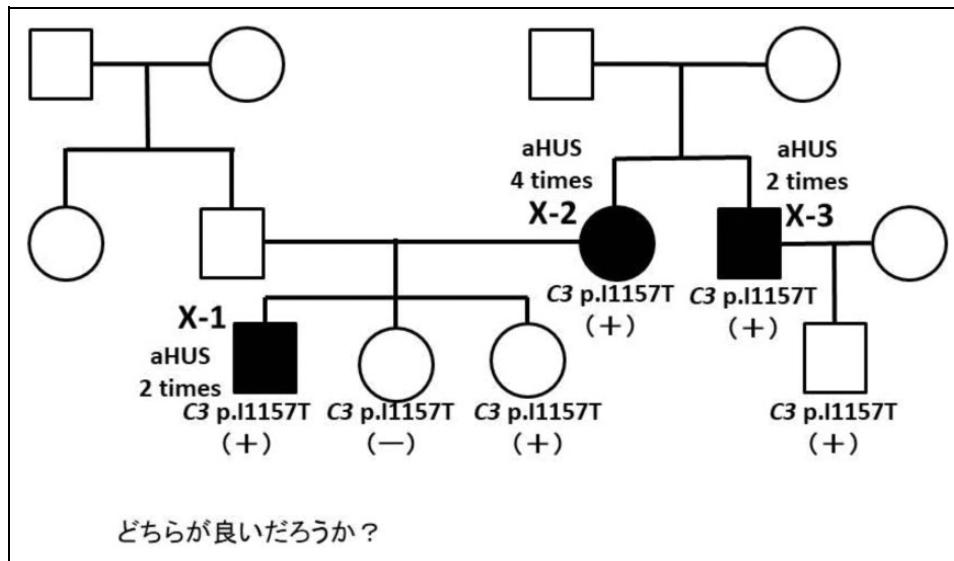 aHUS
4 times
X-2
aHUS
2 times
X-3
C3 p.I1157T
(+)
C3 p.I1157T
(+)
X-1
aHUS
2 times
C3 p.I1157T
(+)
C3 p.I1157T
(—)
C3 p.I1157T
(+)
C3 p.I1157T
(+)
どちらが良いだろうか？